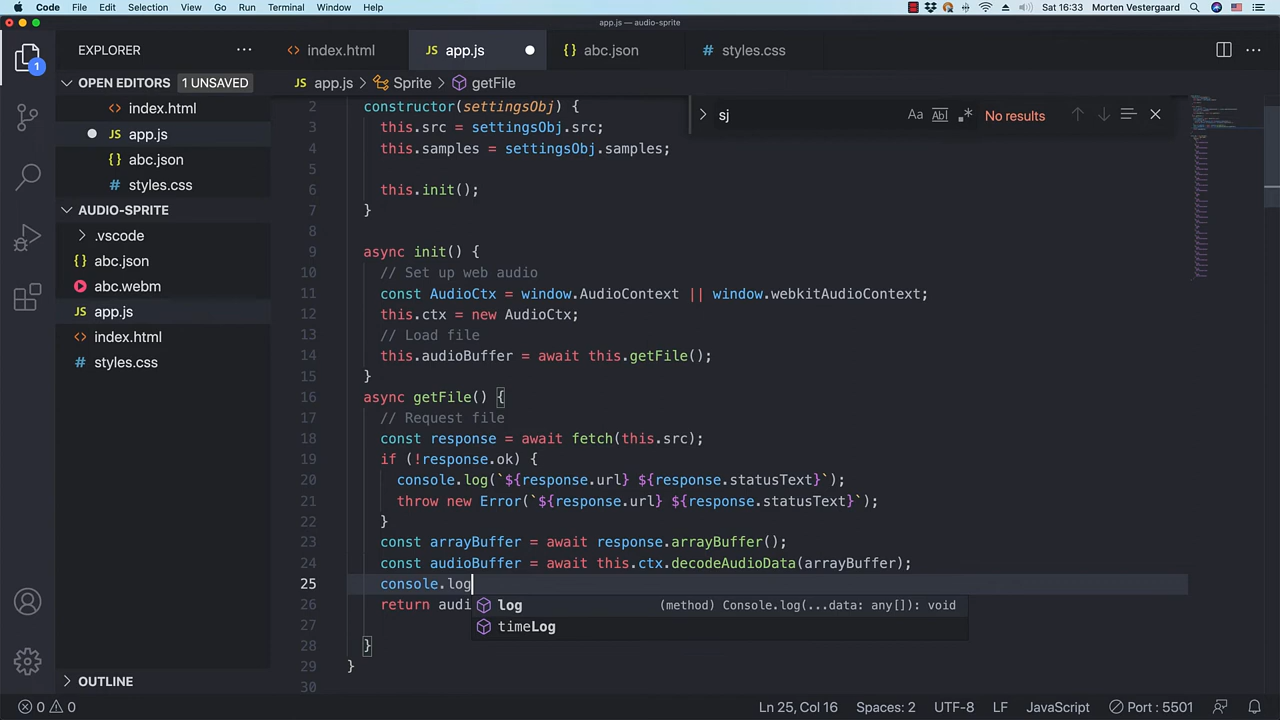 Code File Edit Selection View Go Run Terminal Window Help Sat 16:33 Morten Vestergaard
app.js — audio-sprite
EXPLORER
index.html
app.js
abc.json
styles.css
OPEN EDITORS 1 UNSAVED
app.js > Sprite > getFile
index.html
app.js
abc.json
styles.css
AUDIO-SPRITE
.vscode
abc.json
abc.webm
app.js
index.html
styles.css
OUTLINE
sj
Aa Abl No results
2 constructor(settingsObj) {
3 this.src = settingsObj.src;
4 this.samples = settingsObj.samples;
5
6 this.init();
7 }
8
9 async init() {
10 // Set up web audio
11 const AudioCtx = window.AudioContext || window.webkitAudioContext;
12 this.ctx = new AudioCtx;
13 // Load file
14 this.audioBuffer = await this.getFile();
15 }
16 async getFile() {
17 // Request file
18 const response = await fetch(this.src);
19 if (!response.ok) {
20 console.log(`${response.url} ${response.statusText}`);
21 throw new Error(`${response.url} ${response.statusText}`);
22 }
23 const arrayBuffer = await response.arrayBuffer();
24 const audioBuffer = await this.ctx.decodeAudioData(arrayBuffer);
25 console.log
26 return audi
log (method) Console.log(...data: any[]): void
timeLog
27
28 }
29 }
30
1
0 0 Ln 25, Col 16 Spaces: 2 UTF-8 LF JavaScript Port : 5501